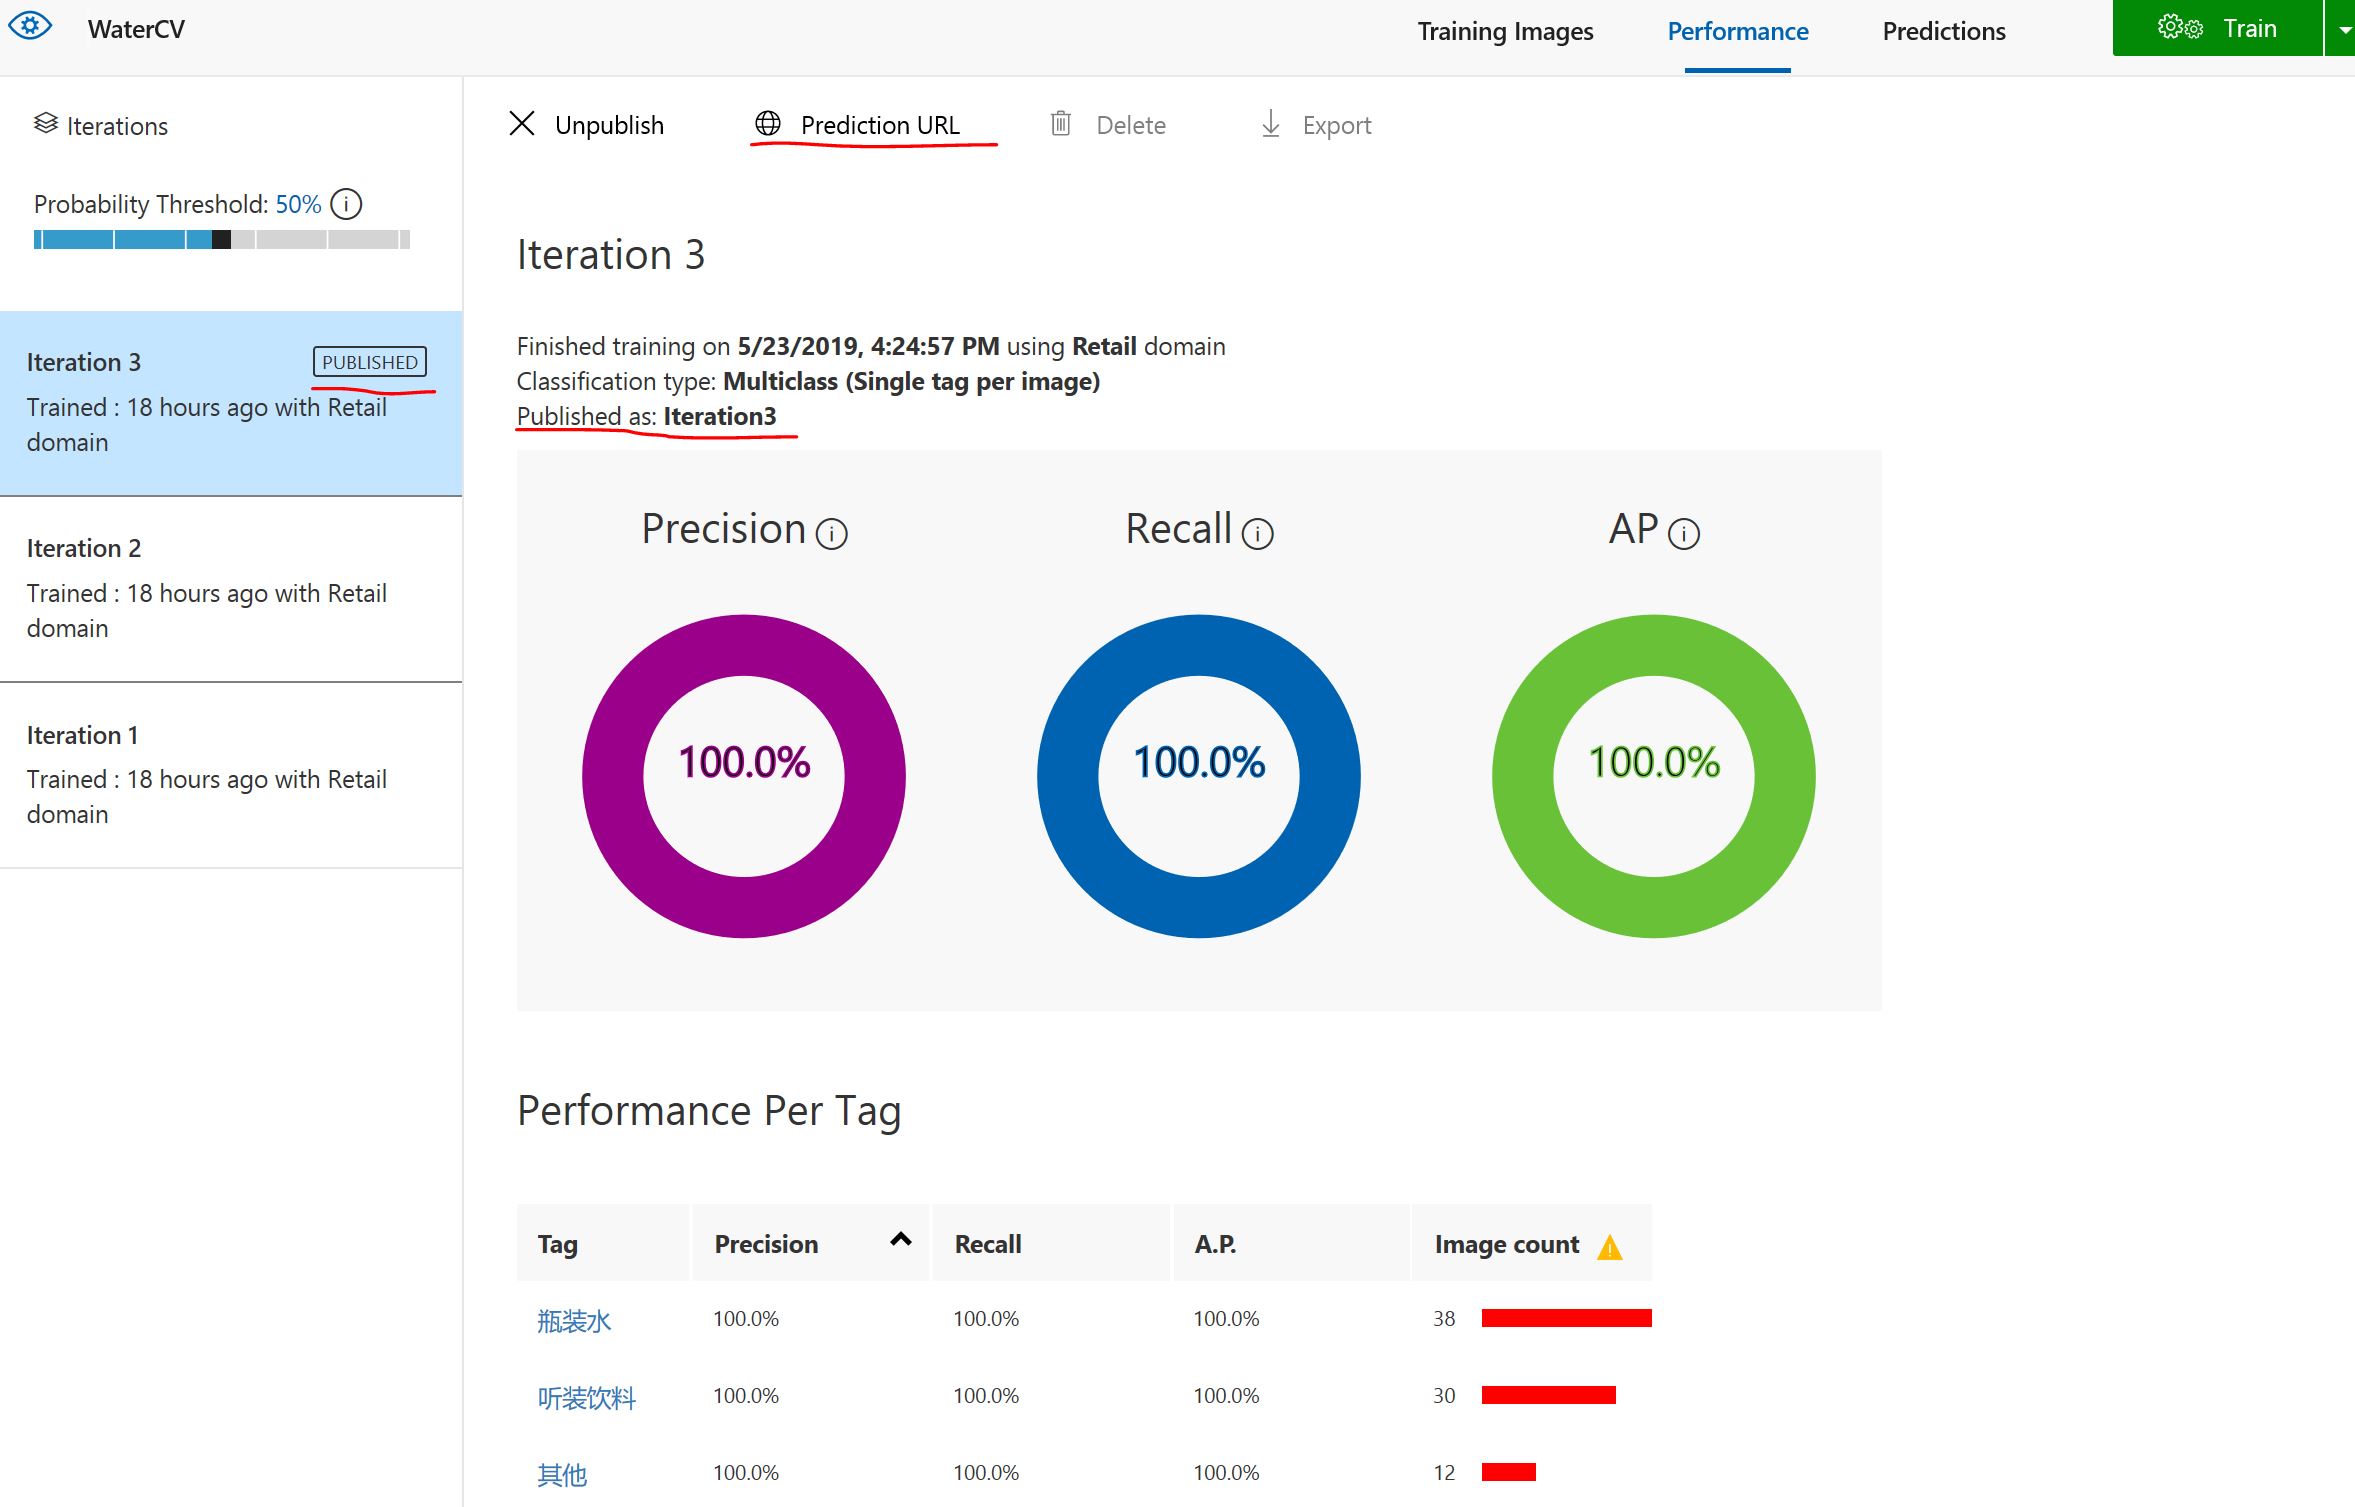 WaterCV
Training Images
Performance
Predictions
Train
Iterations
Probability Threshold: 50%
Iteration 3
PUBLISHED
Trained : 18 hours ago with Retail
domain
Iteration 2
Trained : 18 hours ago with Retail
domain
Iteration 1
Trained : 18 hours ago with Retail
domain
Unpublish
Prediction URL
Delete
Export
Iteration 3
Finished training on 5/23/2019, 4:24:57 PM using Retail domain
Classification type: Multiclass (Single tag per image)
Published as: Iteration3
Precision
Recall
AP
100.0%
100.0%
100.0%
Performance Per Tag
Tag Precision Recall A.P. Image count
瓶装水 100.0% 100.0% 100.0% 38
听装饮料 100.0% 100.0% 100.0% 30
其他 100.0% 100.0% 100.0% 12